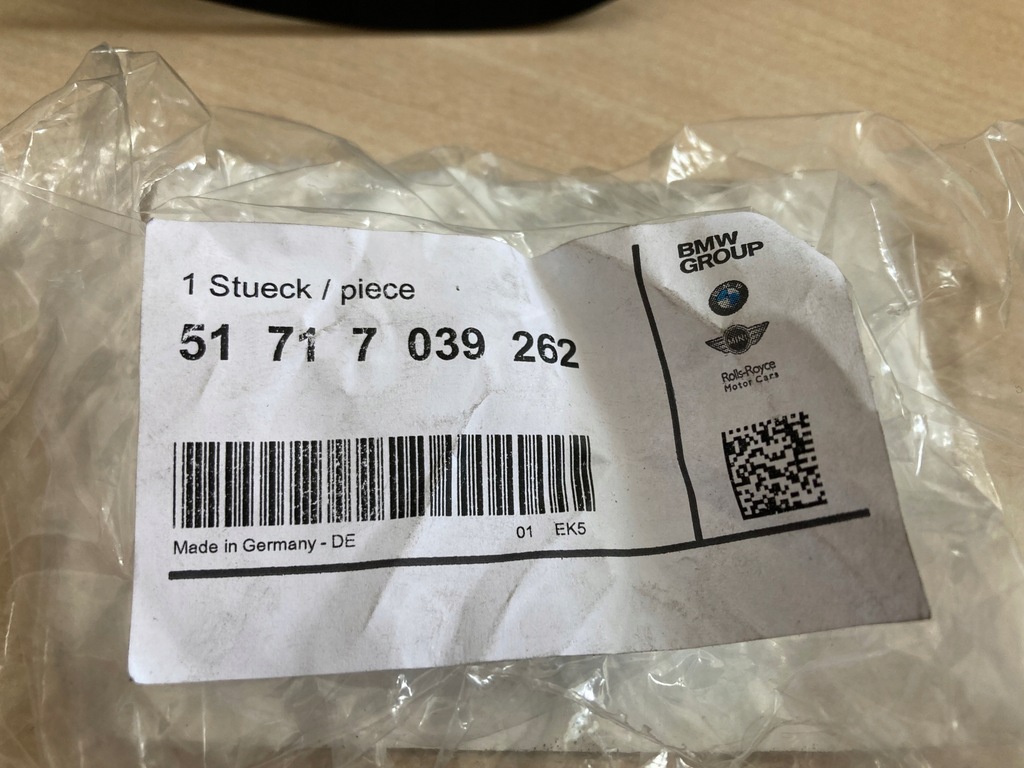 1 Stueck / piece
51 71 7 039 262
Made in Germany - DE
01 EK5
BMW
GROUP
BMW
MINI
Rolls-Royce
Motor Cars